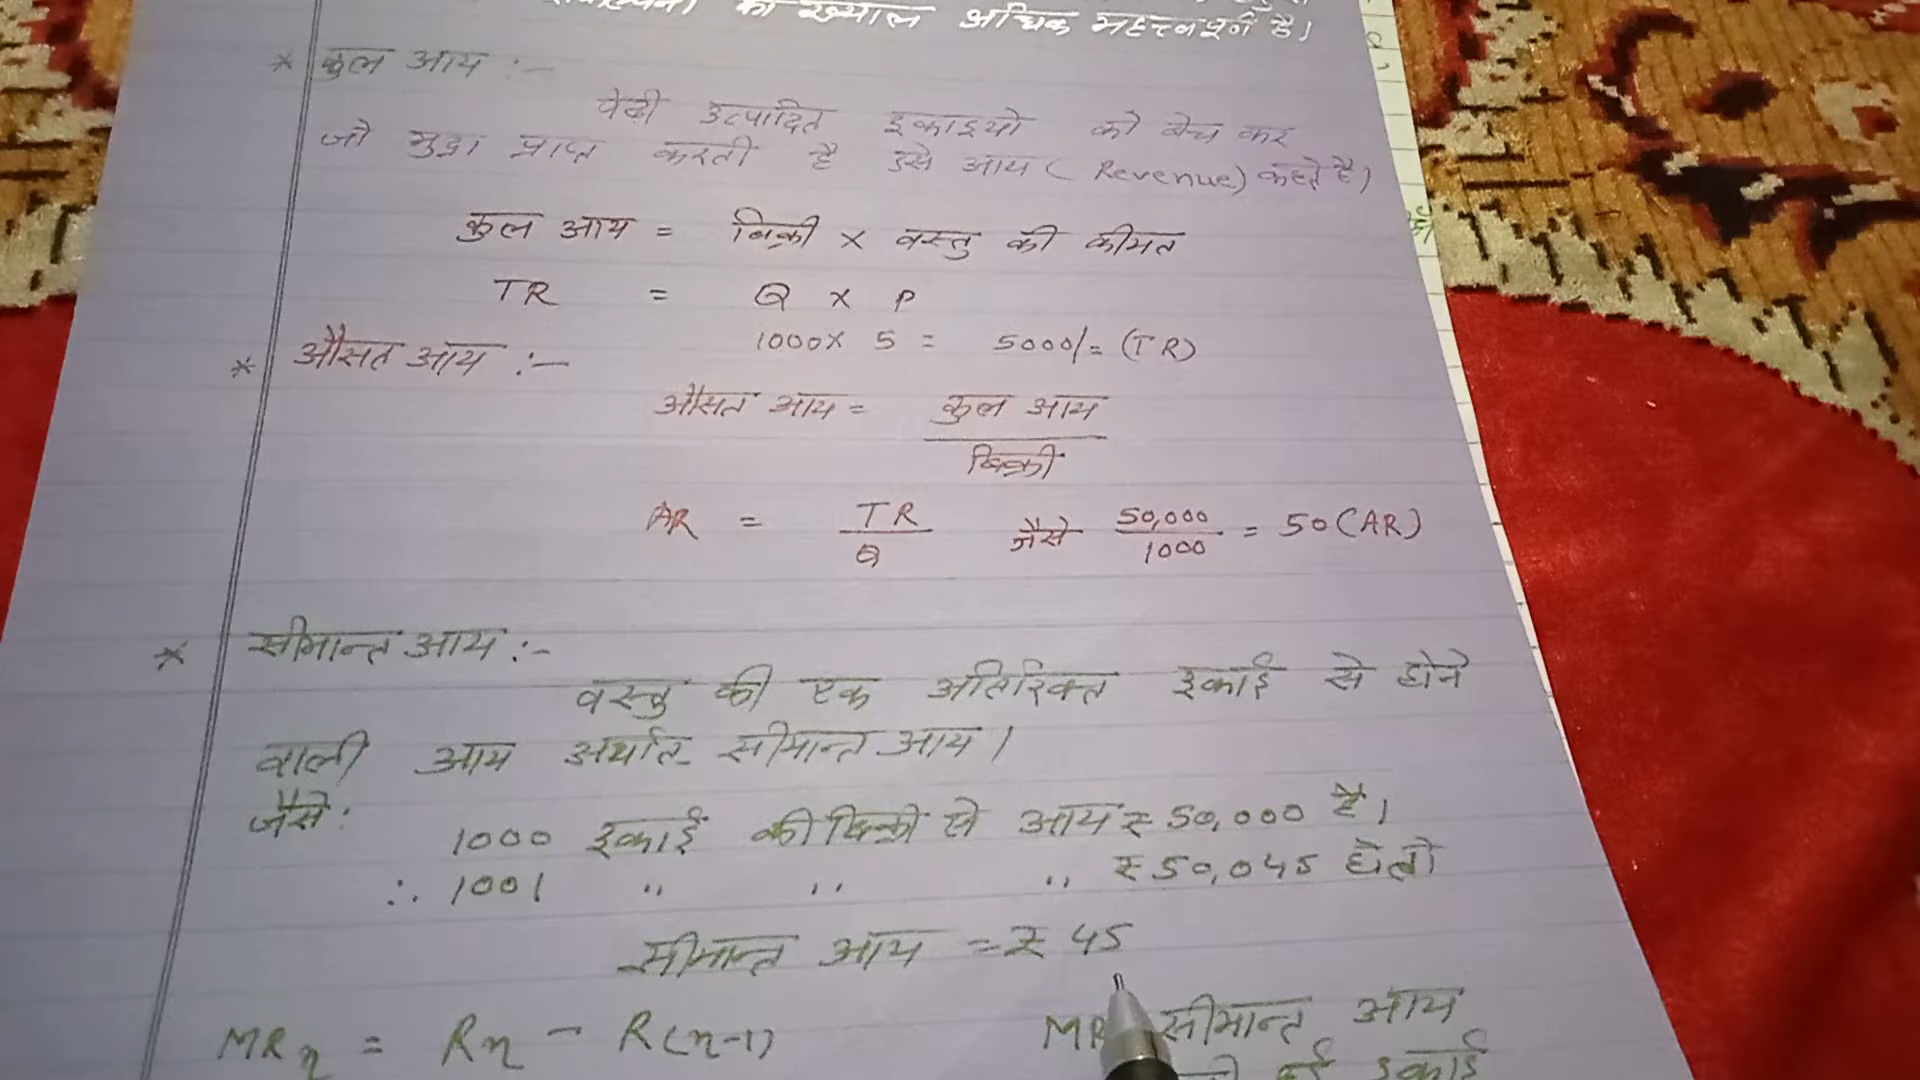 का ख्याल अधिक महत्त्वपूर्ण है।
* कुल आय :-
पेढी उत्पादित इकाइयो को बेच कर
जो मुद्रा प्राप्त करती है उसे आय ( Revenue) कहते है।
कुल आय = बिक्री × वस्तु की कीमत
TR = Q × P
1000 × 5 = 5000/= (TR)
* औसत आय :-
औसत आय = कुल आय
बिक्री
AR = TR/Q जैसे 50,000/1000 = 50 (AR)
* सीमान्त आय :-
वस्तु की एक अतिरिक्त इकाई से होने
वाली आय अर्थात सीमान्त आय।
जैसे:
1000 इकाई की बिक्री से आय ₹ 50,000 है।
∴ 1001 " " " ₹ 50,045 है तो
सीमान्त आय = ₹ 45
MRn = Rn - R(n-1) MR सीमान्त आय
इकाई